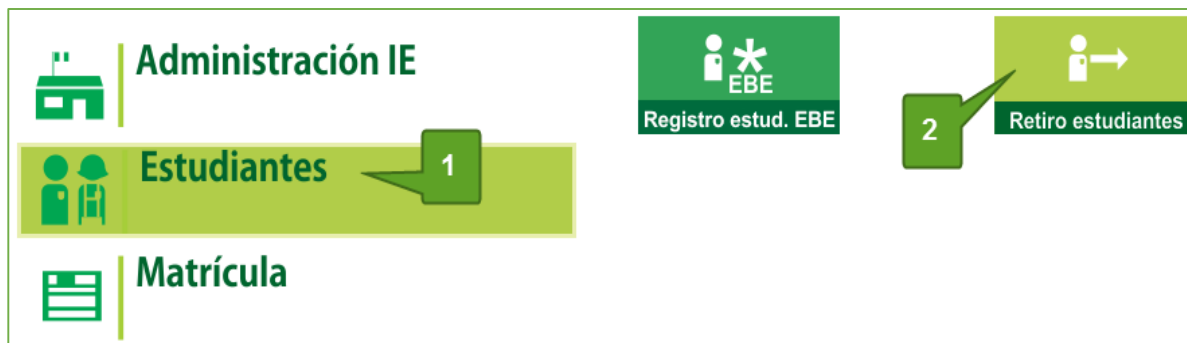 Administración IE
Estudiantes
1
Matrícula
EBE
Registro estud. EBE
2
Retiro estudiantes